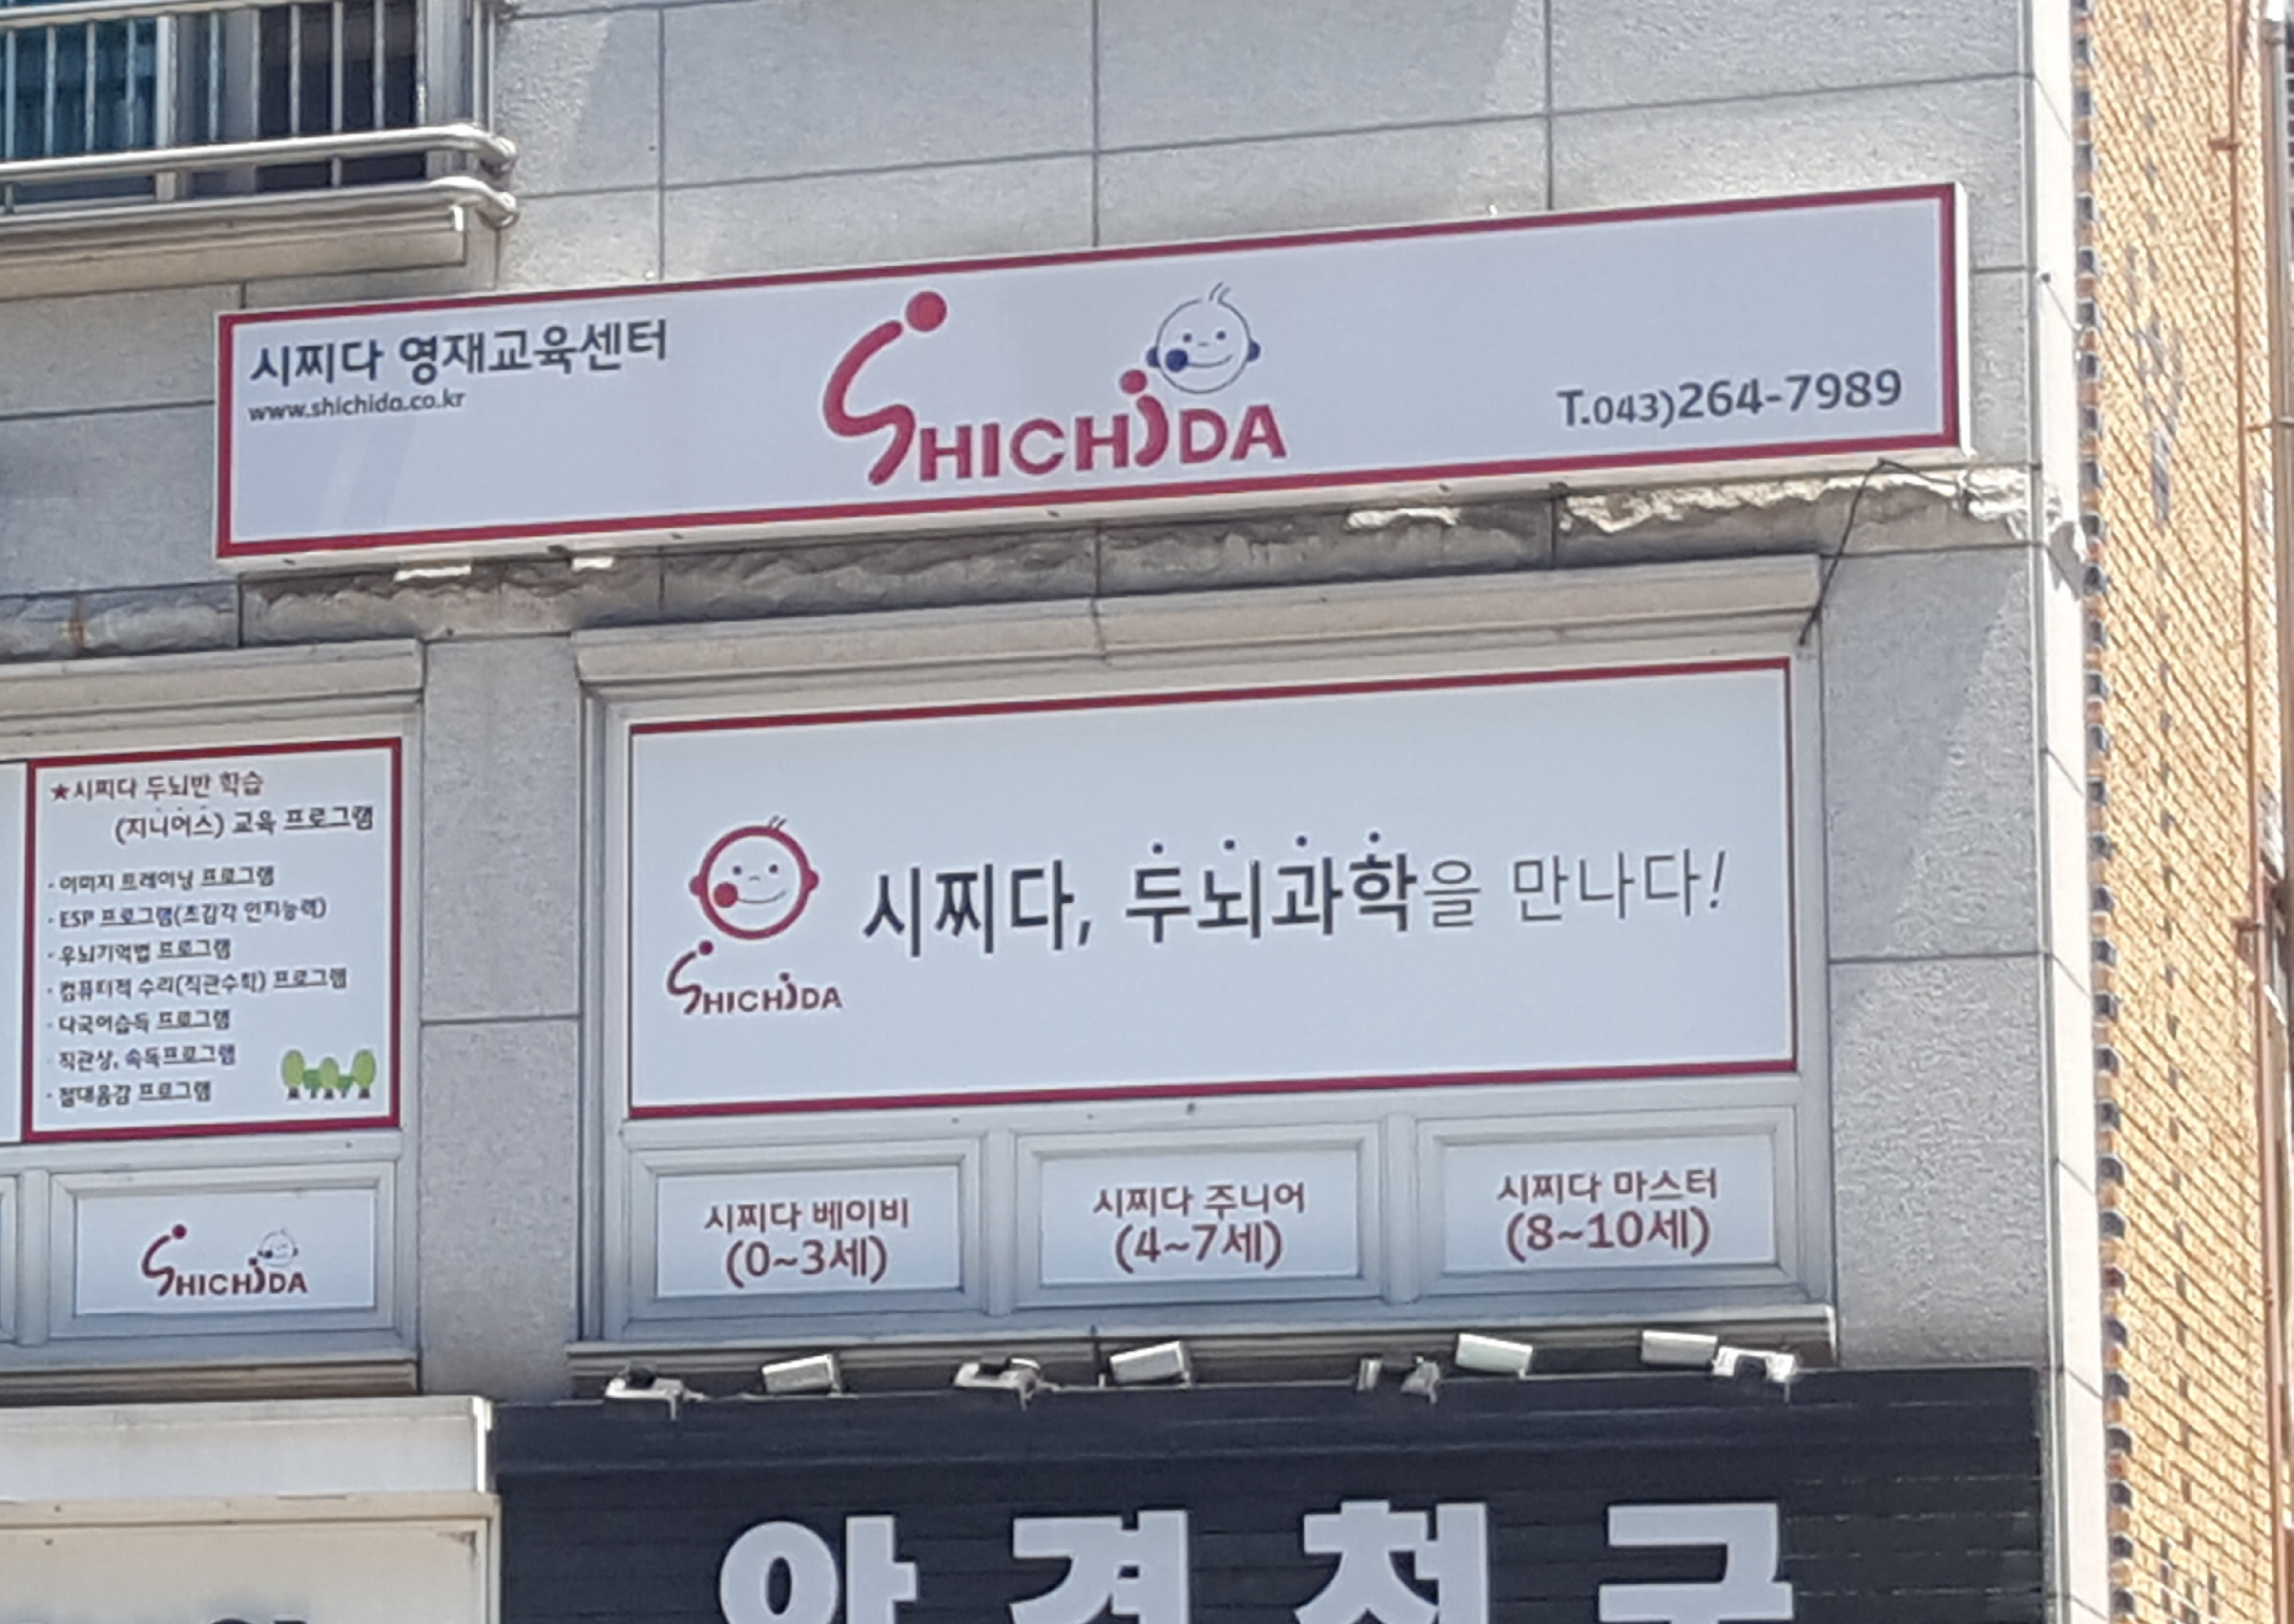 시찌다 영재교육센터
www.shichida.co.kr
SHICHIDA
T.043)264-7989
★시찌다 두뇌반 학습
(지니어스) 교육 프로그램
· 이미지 트레이닝 프로그램
· ESP 프로그램(초감각 인지능력)
· 우뇌기억법 프로그램
· 컴퓨터적 수리(직관수학) 프로그램
· 다국어습득 프로그램
· 직관상, 속독프로그램
· 절대음감 프로그램
SHICHIDA
시찌다, 두뇌과학을 만나다!
SHICHIDA
시찌다 베이비
(0~3세)
시찌다 주니어
(4~7세)
시찌다 마스터
(8~10세)
안경천국